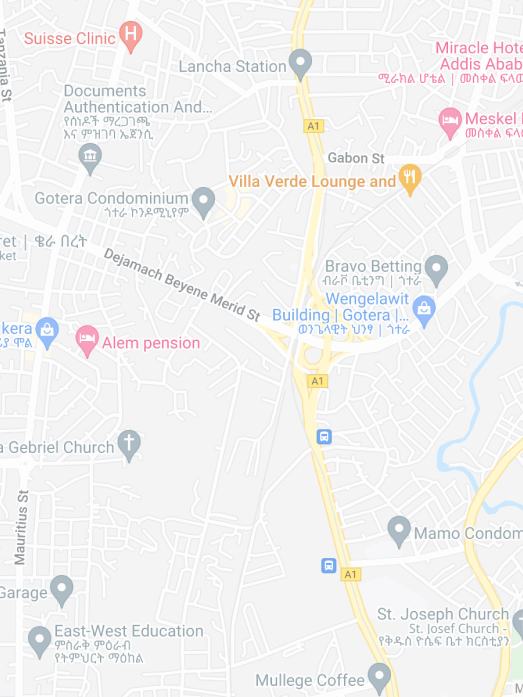 Suisse Clinic
Tanzania St
Lancha Station
Miracle Hote
Addis Ababa
ሚራክል ሆቴል | መስቀል ፍላወ
Documents
Authentication And...
የሰነዶች ማረጋገጫ
እና ምዝገባ ኤጀንሲ
A1
Meskel
መስቀል ፍላወ
Gabon St
Villa Verde Lounge and
Gotera Condominium
ጎተራ ኮንዶሚኒየም
ret | ቄራ በረት
ket
Dejamach Beyene Merid St
Bravo Betting
ብራቮ ቤቲንግ | ጎተራ
Wengelawit
Building | Gotera |...
ወንጌላዊት ህንፃ | ጎተራ
kera
ሞል
Alem pension
A1
a Gebriel Church
Mauritius St
Mamo Condom
A1
Garage
East-West Education
ምስራቅ ምዕራብ
የትምህርት ማዕከል
St. Joseph Church
St. Josef Church -
የቅዱስ ዮሴፍ ቤተ ክርስቲያን
Mullege Coffee